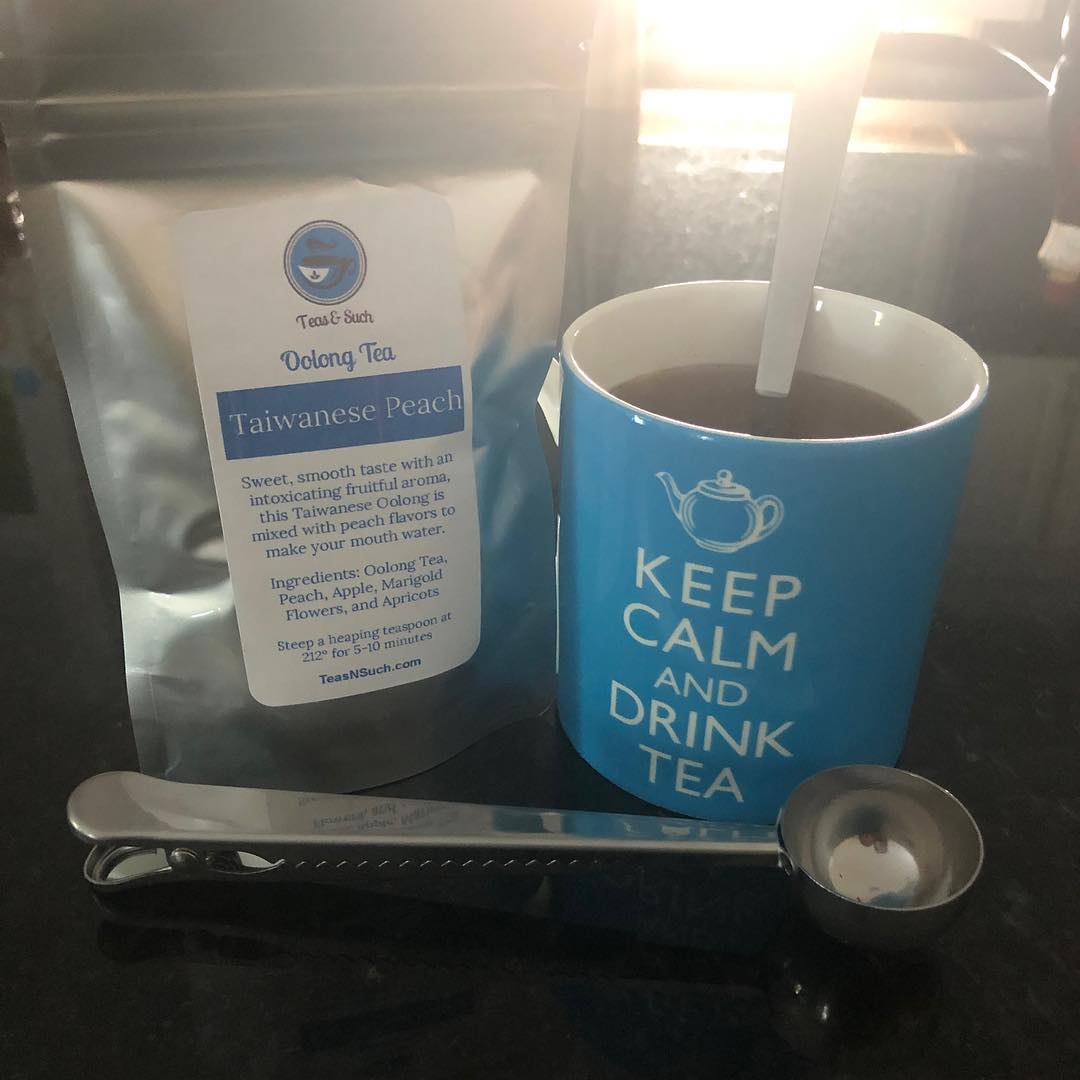 Teas & Such
Oolong Tea
Taiwanese Peach
Sweet, smooth taste with an
intoxicating fruitful aroma,
this Taiwanese Oolong is
mixed with peach flavors to
make your mouth water.
Ingredients: Oolong Tea,
Peach, Apple, Marigold
Flowers, and Apricots
Steep a heaping teaspoon at
212° for 5-10 minutes
TeasNSuch.com
KEEP
CALM
AND
DRINK
TEA